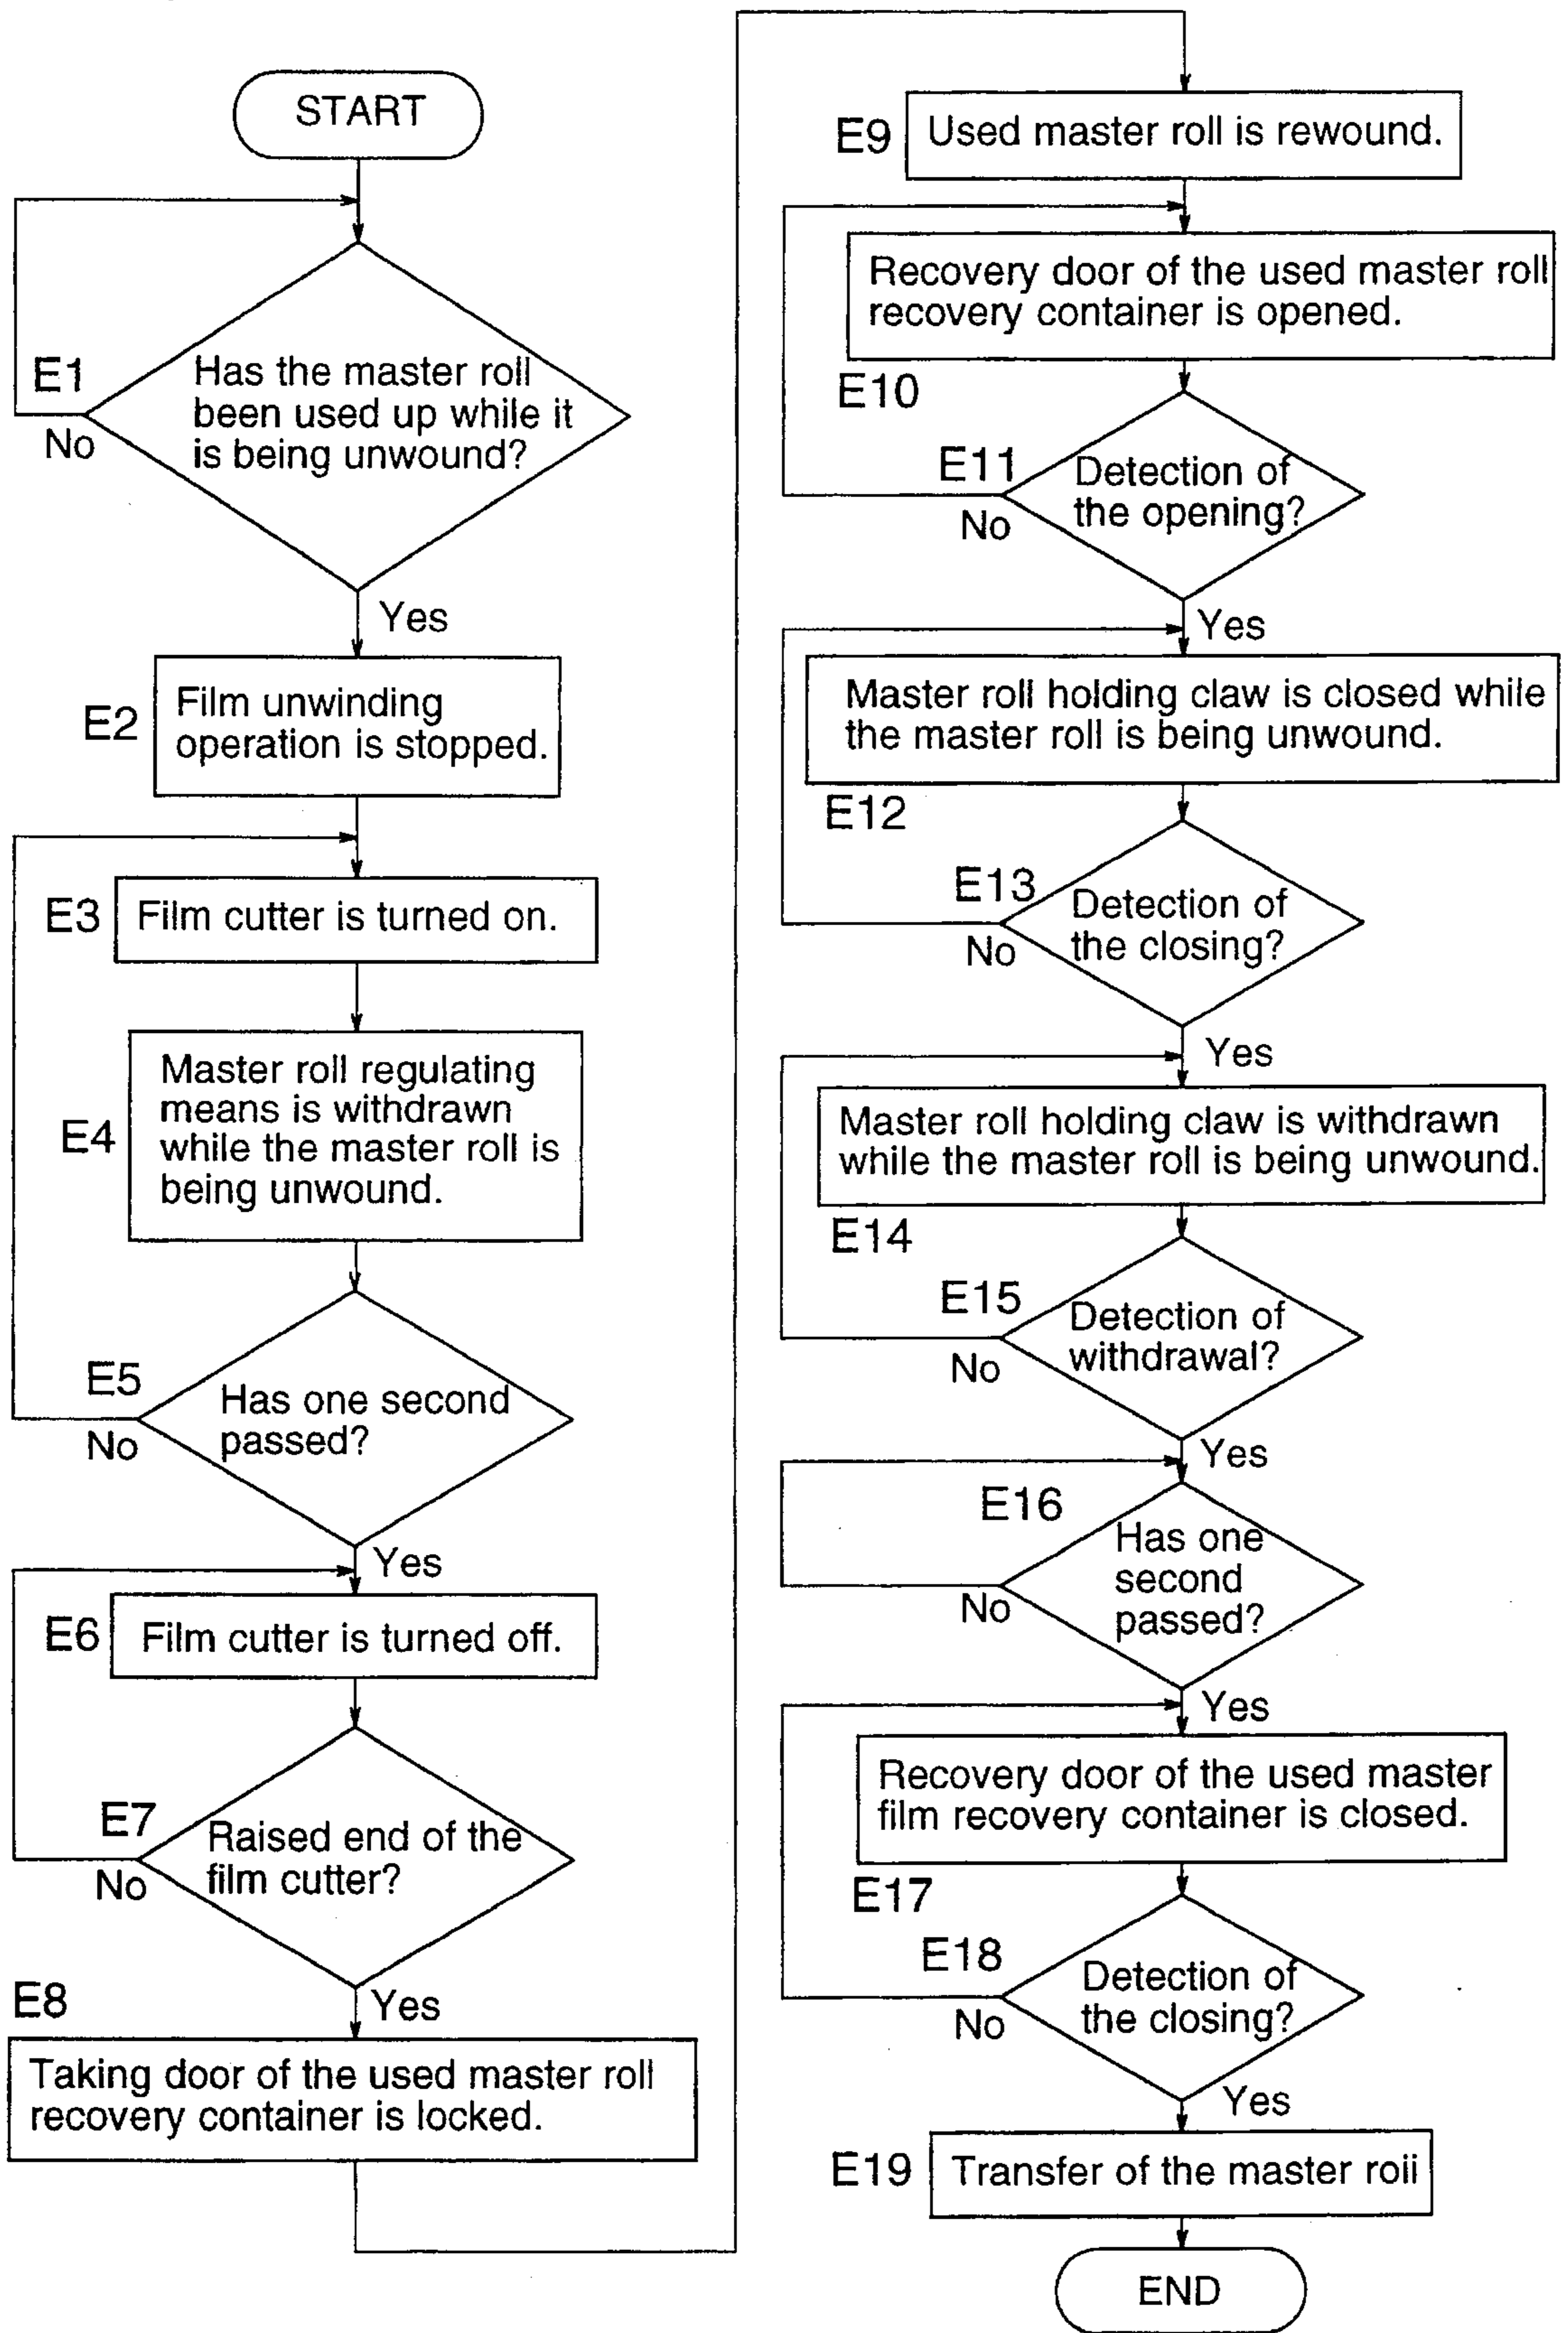 START
E1
Has the master roll
been used up while it
is being unwound?
No
Yes
E2
Film unwinding
operation is stopped.
E3
Film cutter is turned on.
E4
Master roll regulating
means is withdrawn
while the master roll is
being unwound.
E5
Has one second
passed?
No
Yes
E6
Film cutter is turned off.
E7
Raised end of the
film cutter?
No
Yes
E8
Taking door of the used master roll
recovery container is locked.
E9
Used master roll is rewound.
Recovery door of the used master roll
recovery container is opened.
E10
E11
Detection of
the opening?
No
Yes
Master roll holding claw is closed while
the master roll is being unwound.
E12
E13
Detection of
the closing?
No
Yes
Master roll holding claw is withdrawn
while the master roll is being unwound.
E14
E15
Detection of
withdrawal?
No
Yes
E16
Has one
second
passed?
No
Yes
Recovery door of the used master
film recovery container is closed.
E17
E18
Detection of
the closing?
No
Yes
E19
Transfer of the master roii
END